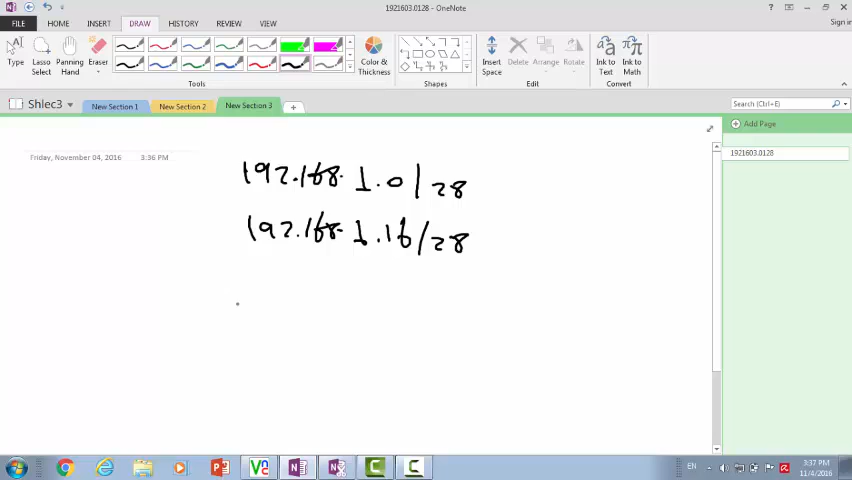 1921603.0128 - OneNote
FILE
HOME
INSERT
DRAW
HISTORY
REVIEW
VIEW
Sign in
Type
Lasso Select
Panning Hand
Eraser
Color & Thickness
Insert Space
Delete
Arrange
Rotate
Ink to Text
Ink to Math
Tools
Shapes
Edit
Convert
Shlec3
New Section 1
New Section 2
New Section 3
Search (Ctrl+E)
Add Page
1921603.0128
Friday, November 04, 2016 3:36 PM
192.168.1.0/28
192.168.1.16/28
EN
3:37 PM
11/4/2016